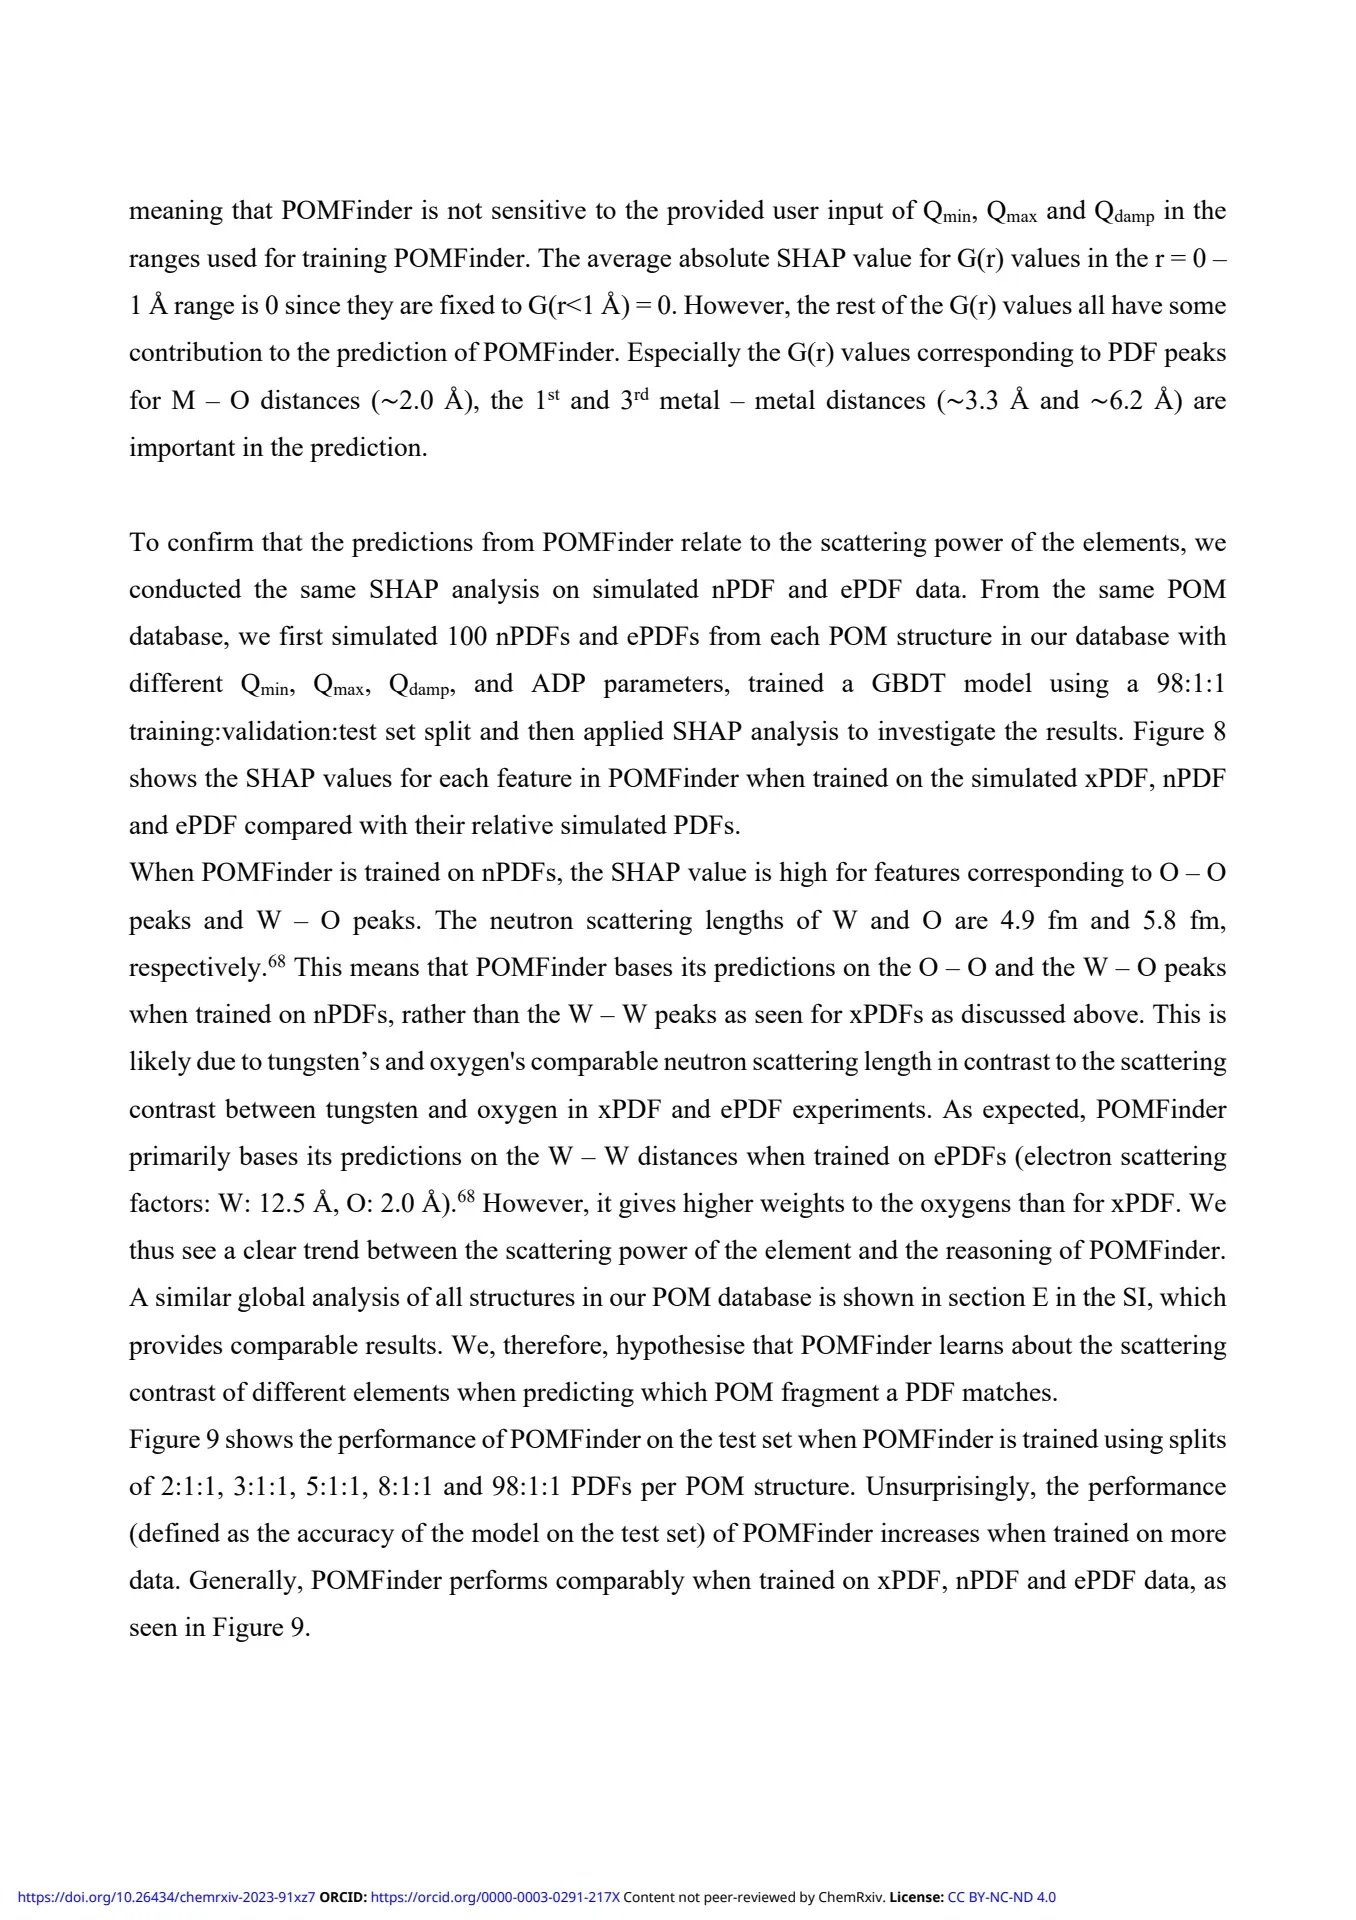 meaning that POMFinder is not sensitive to the provided user input of Qmin, Qmax and Qdamp in the
ranges used for training POMFinder. The average absolute SHAP value for G(r) values in the r = 0 –
1 Å range is 0 since they are fixed to G(r<1 Å) = 0. However, the rest of the G(r) values all have some
contribution to the prediction of POMFinder. Especially the G(r) values corresponding to PDF peaks
for M – O distances (~2.0 Å), the 1st and 3rd metal – metal distances (~3.3 Å and ~6.2 Å) are
important in the prediction.
To confirm that the predictions from POMFinder relate to the scattering power of the elements, we
conducted the same SHAP analysis on simulated nPDF and ePDF data. From the same POM
database, we first simulated 100 nPDFs and ePDFs from each POM structure in our database with
different Qmin, Qmax, Qdamp, and ADP parameters, trained a GBDT model using a 98:1:1
training:validation:test set split and then applied SHAP analysis to investigate the results. Figure 8
shows the SHAP values for each feature in POMFinder when trained on the simulated xPDF, nPDF
and ePDF compared with their relative simulated PDFs.
When POMFinder is trained on nPDFs, the SHAP value is high for features corresponding to O – O
peaks and W – O peaks. The neutron scattering lengths of W and O are 4.9 fm and 5.8 fm,
respectively.68 This means that POMFinder bases its predictions on the O – O and the W – O peaks
when trained on nPDFs, rather than the W – W peaks as seen for xPDFs as discussed above. This is
likely due to tungsten’s and oxygen's comparable neutron scattering length in contrast to the scattering
contrast between tungsten and oxygen in xPDF and ePDF experiments. As expected, POMFinder
primarily bases its predictions on the W – W distances when trained on ePDFs (electron scattering
factors: W: 12.5 Å, O: 2.0 Å).68 However, it gives higher weights to the oxygens than for xPDF. We
thus see a clear trend between the scattering power of the element and the reasoning of POMFinder.
A similar global analysis of all structures in our POM database is shown in section E in the SI, which
provides comparable results. We, therefore, hypothesise that POMFinder learns about the scattering
contrast of different elements when predicting which POM fragment a PDF matches.
Figure 9 shows the performance of POMFinder on the test set when POMFinder is trained using splits
of 2:1:1, 3:1:1, 5:1:1, 8:1:1 and 98:1:1 PDFs per POM structure. Unsurprisingly, the performance
(defined as the accuracy of the model on the test set) of POMFinder increases when trained on more
data. Generally, POMFinder performs comparably when trained on xPDF, nPDF and ePDF data, as
seen in Figure 9.
https://doi.org/10.26434/chemrxiv-2023-91xz7 ORCID: https://orcid.org/0000-0003-0291-217X Content not peer-reviewed by ChemRxiv. License: CC BY-NC-ND 4.0